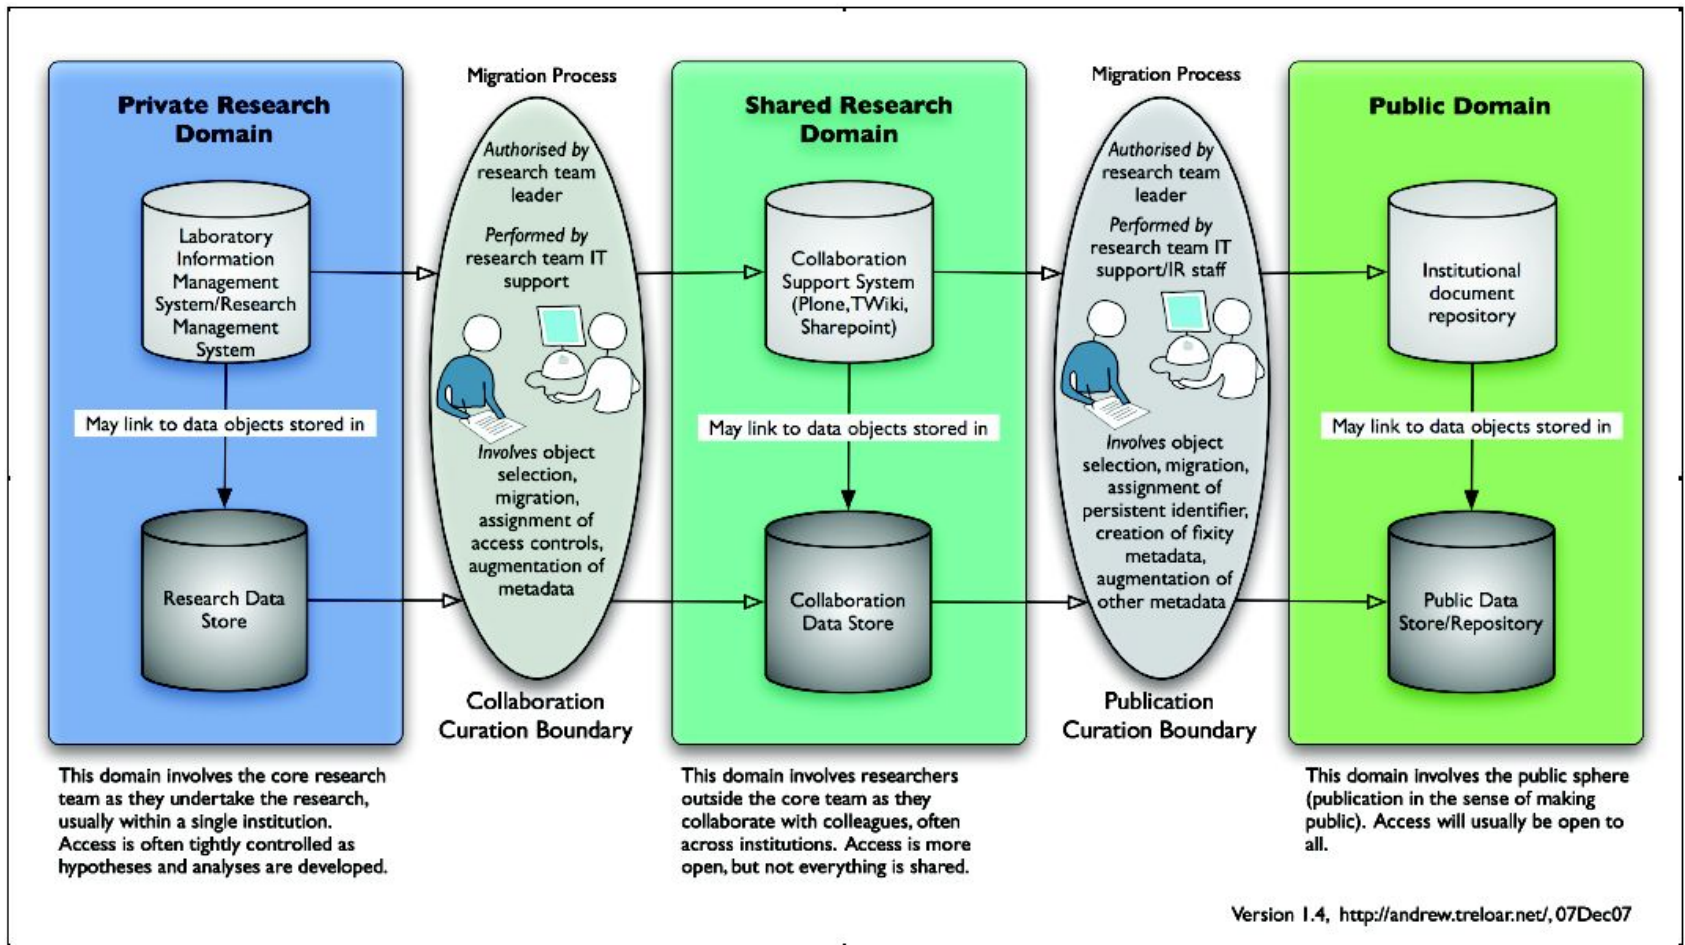 Private Research
Domain
Laboratory
Information
Management
System/Research
Management
System
May link to data objects stored in
Research Data
Store
This domain involves the core research
team as they undertake the research,
usually within a single institution.
Access is often tightly controlled as
hypotheses and analyses are developed.
Migration Process
Authorised by
research team
leader
Performed by
research team IT
support
Involves object
selection,
migration,
assignment of
access controls,
augmentation of
metadata
Collaboration
Curation Boundary
Shared Research
Domain
Collaboration
Support System
(Plone, TWiki,
Sharepoint)
May link to data objects stored in
Collaboration
Data Store
This domain involves researchers
outside the core team as they
collaborate with colleagues, often
across institutions. Access is more
open, but not everything is shared.
Migration Process
Authorised by
research team
leader
Performed by
research team IT
support/IR staff
Involves object
selection, migration,
assignment of
persistent identifier,
creation of fixity
metadata,
augmentation of
other metadata
Publication
Curation Boundary
Public Domain
Institutional
document
repository
May link to data objects stored in
Public Data
Store/Repository
This domain involves the public sphere
(publication in the sense of making
public). Access will usually be open to
all.
Version 1.4, http://andrew.treloar.net/, 07Dec07